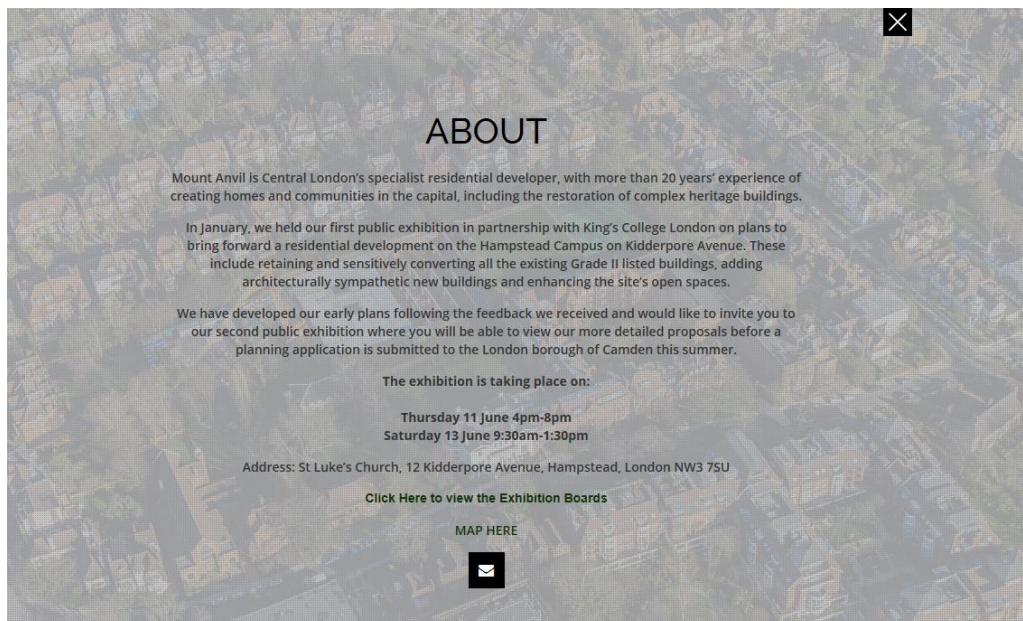 ABOUT
Mount Anvil is Central London’s specialist residential developer, with more than 20 years’ experience of
creating homes and communities in the capital, including the restoration of complex heritage buildings.
In January, we held our first public exhibition in partnership with King’s College London on plans to
bring forward a residential development on the Hampstead Campus on Kidderpore Avenue. These
include retaining and sensitively converting all the existing Grade II listed buildings, adding
architecturally sympathetic new buildings and enhancing the site’s open spaces.
We have developed our early plans following the feedback we received and would like to invite you to
our second public exhibition where you will be able to view our more detailed proposals before a
planning application is submitted to the London borough of Camden this summer.
The exhibition is taking place on:
Thursday 11 June 4pm-8pm
Saturday 13 June 9:30am-1:30pm
Address: St Luke’s Church, 12 Kidderpore Avenue, Hampstead, London NW3 7SU
Click Here to view the Exhibition Boards
MAP HERE